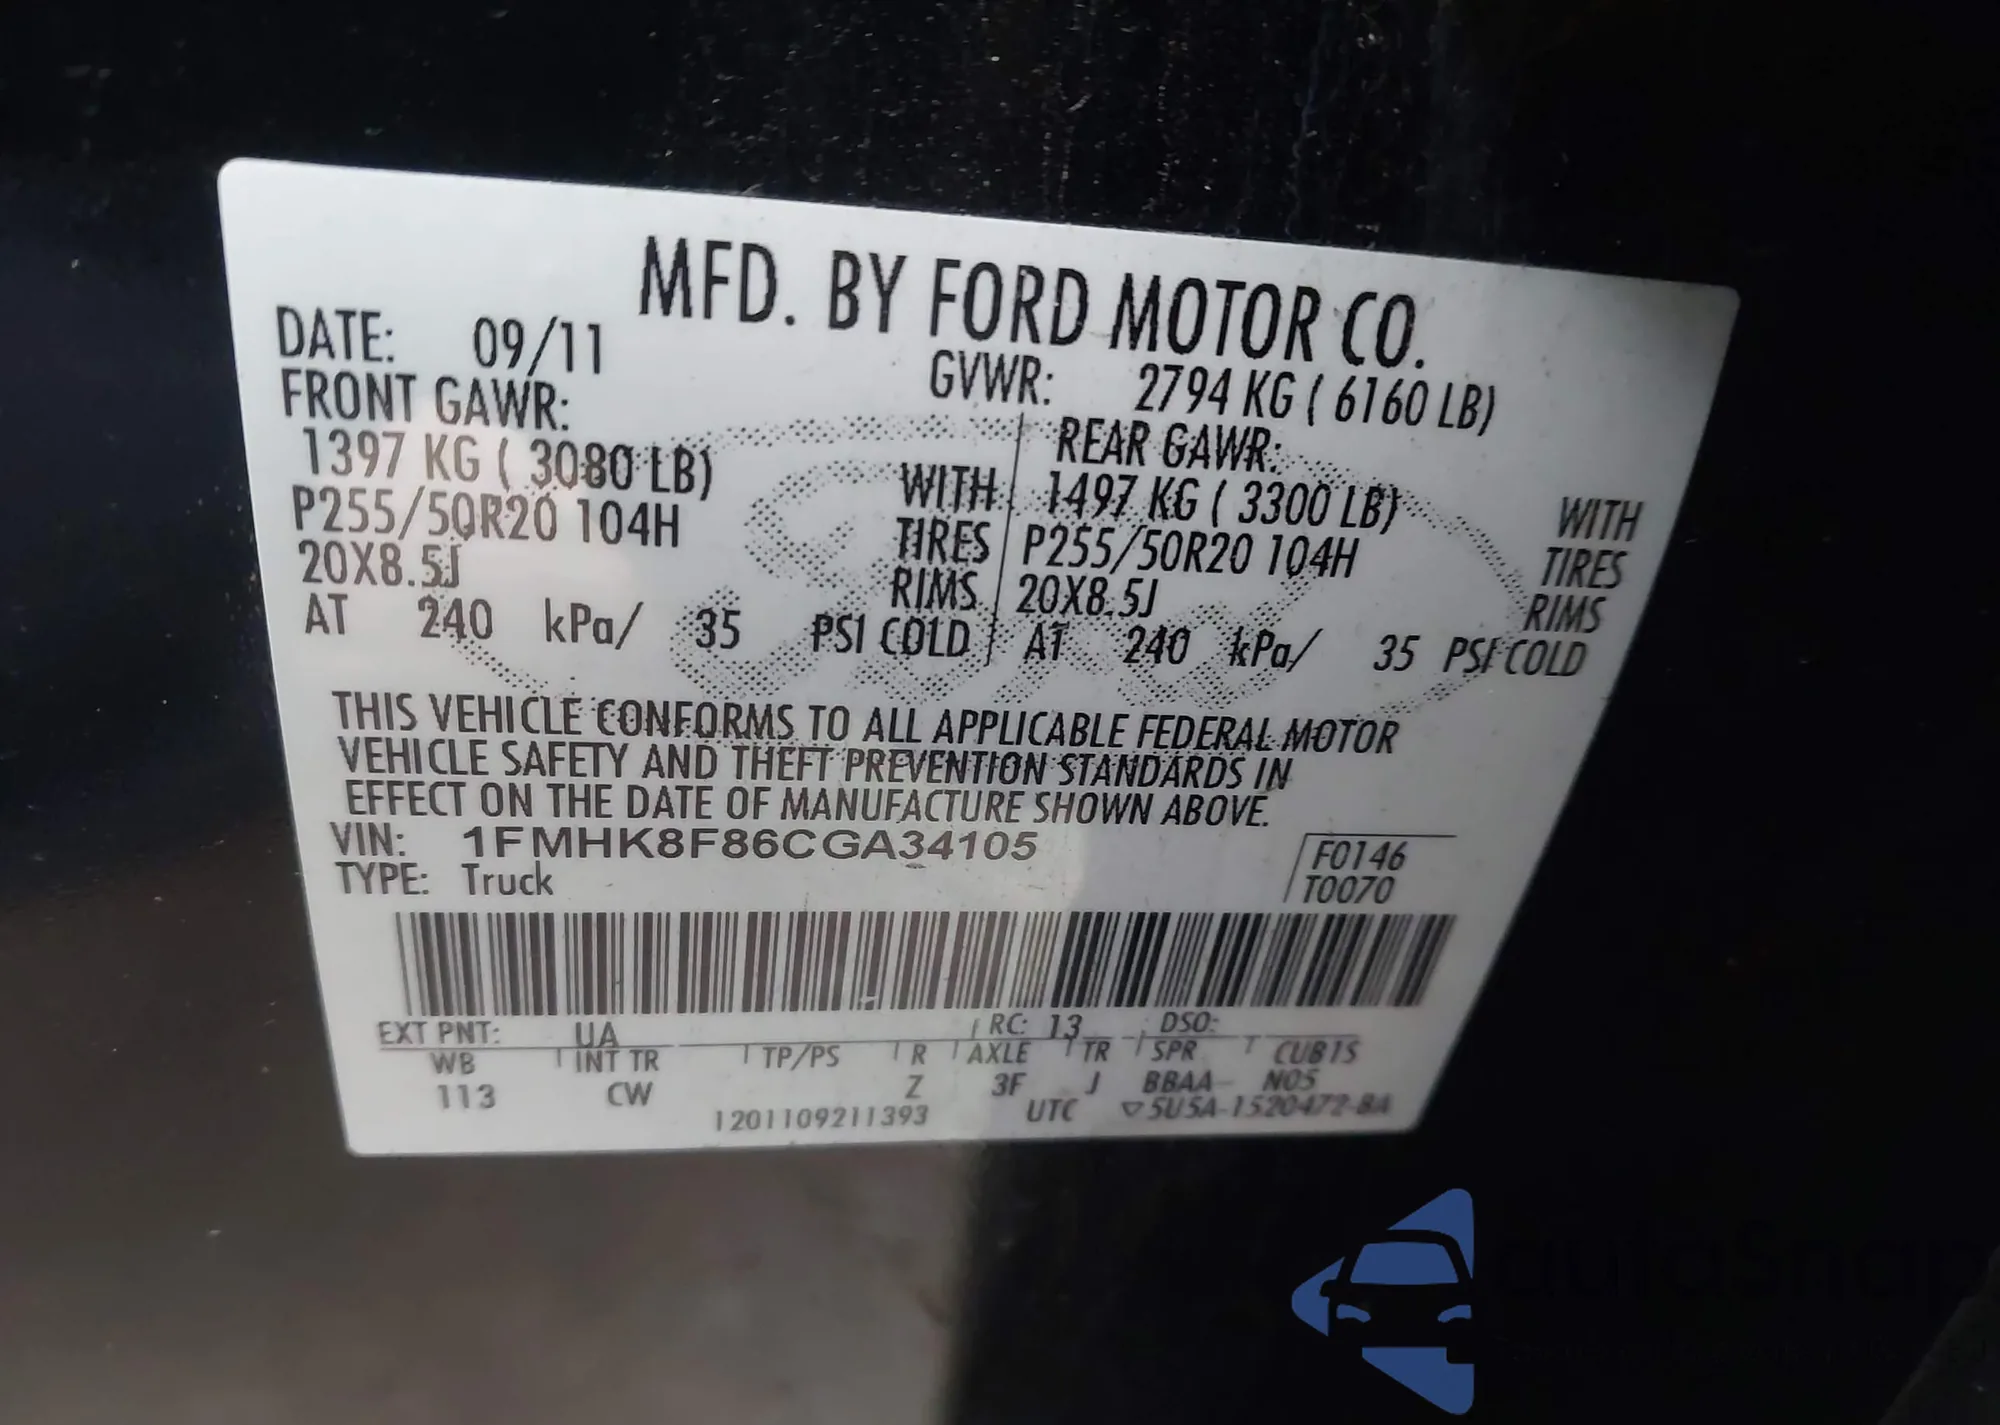 MFD. BY FORD MOTOR CO.
DATE: 09/11 GVWR: 2794 KG ( 6160 LB)
FRONT GAWR: REAR GAWR:
1397 KG ( 3080 LB) WITH 1497 KG ( 3300 LB) WITH
P255/50R20 104H TIRES P255/50R20 104H TIRES
20X8.5J RIMS 20X8.5J RIMS
AT 240 kPa/ 35 PSI COLD AT 240 kPa/ 35 PSI COLD
THIS VEHICLE CONFORMS TO ALL APPLICABLE FEDERAL MOTOR
VEHICLE SAFETY AND THEFT PREVENTION STANDARDS IN
EFFECT ON THE DATE OF MANUFACTURE SHOWN ABOVE.
VIN: 1FMHK8F86CGA34105 F0146
TYPE: Truck T0070
EXT PNT: UA RC: 13 DSO:
WB INT TR TP/PS R AXLE TR SPR CUB1S
113 CW Z 3F J BBAA N05
1201109211393 UTC ▽5U5A-1520472-BA